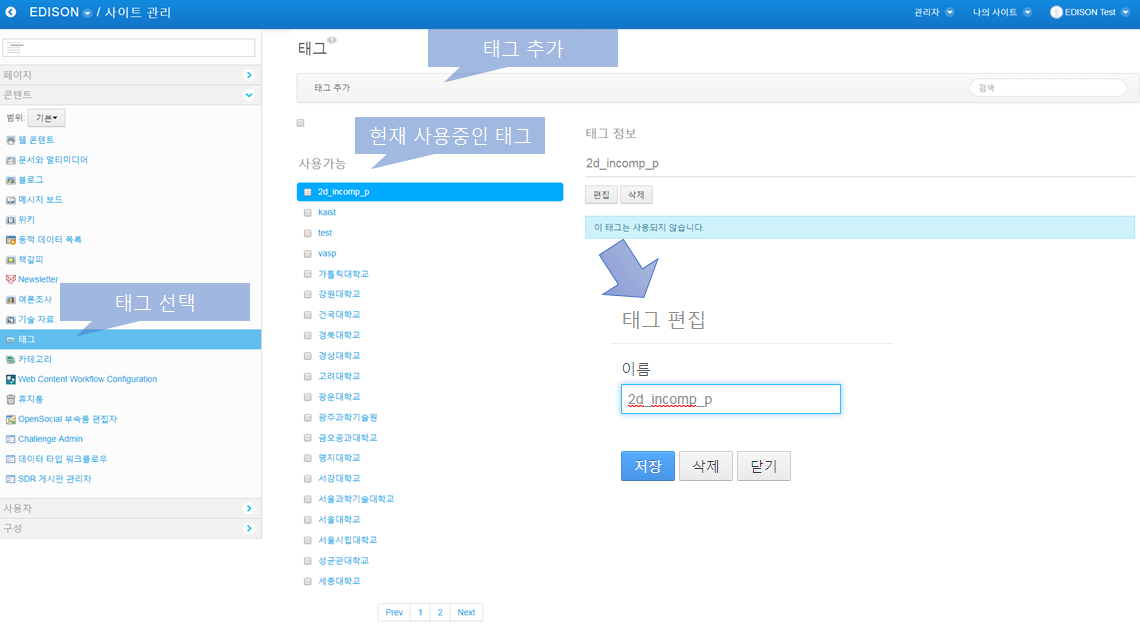 EDISON / 사이트 관리
관리자 나의 사이트 EDISON Test
페이지
콘텐트
범위: 기본
웹 콘텐트
문서와 멀티미디어
블로그
메시지 보드
위키
동적 데이터 목록
책갈피
Newsletter
여론조사
기술 자료
태그 선택
태그
카테고리
Web Content Workflow Configuration
휴지통
OpenSocial 부속품 편집자
Challenge Admin
데이터 타입 워크플로우
SDR 게시판 관리자
사용자
구성
태그
태그 추가
태그 추가
검색
현재 사용중인 태그
사용가능
2d_incomp_p
kaist
test
vasp
가톨릭대학교
강원대학교
건국대학교
경북대학교
경상대학교
고려대학교
광운대학교
광주과학기술원
금오공과대학교
명지대학교
서강대학교
서울과학기술대학교
서울대학교
서울시립대학교
성균관대학교
세종대학교
Prev 1 2 Next
태그 정보
2d_incomp_p
편집 삭제
이 태그는 사용되지 않습니다.
태그 편집
이름
2d_incomp_p
저장 삭제 닫기